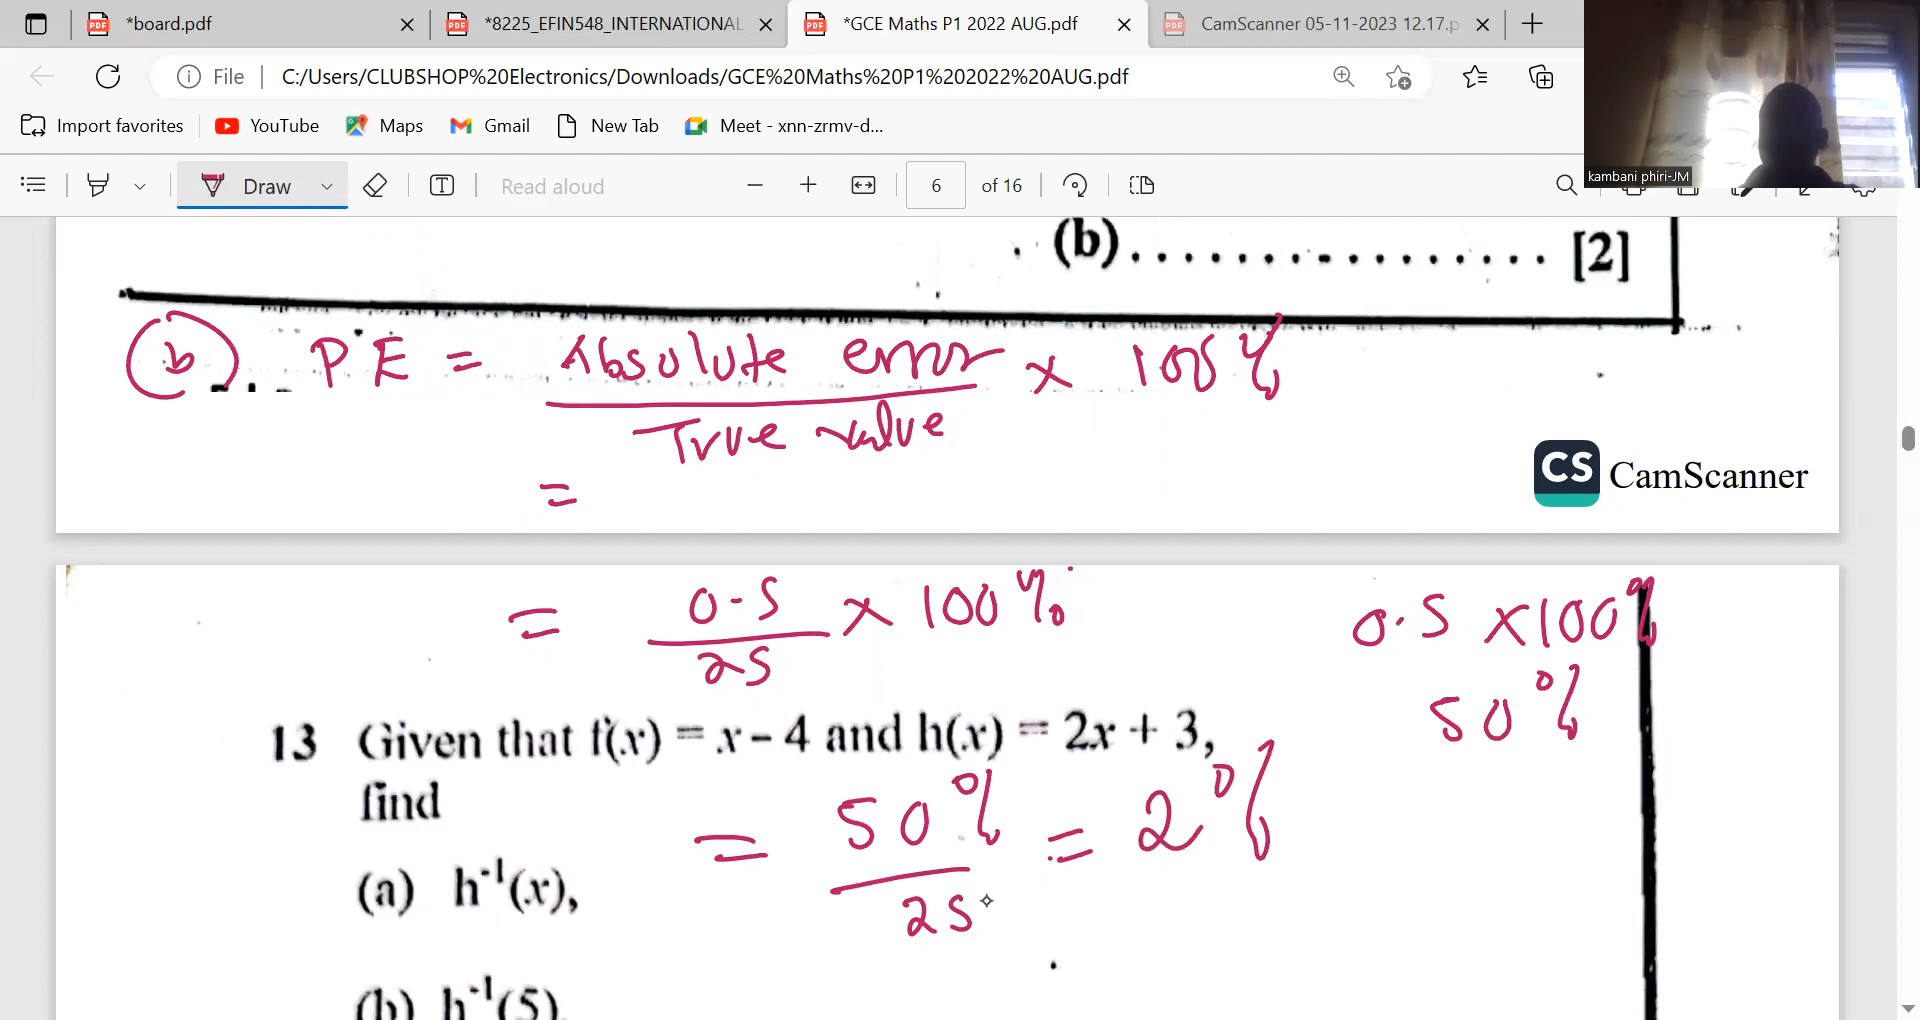 *board.pdf
*8225_EFIN548_INTERNATIONAL
*GCE Maths P1 2022 AUG.pdf
CamScanner 05-11-2023 12.17.p
File
C:/Users/CLUBSHOP%20Electronics/Downloads/GCE%20Maths%20P1%202022%20AUG.pdf
Import favorites
YouTube
Maps
Gmail
New Tab
Meet - xnn-zrmv-d...
kambani phiri-JM
Draw
Read aloud
6 of 16
(b) . . . . . . . . . . . . . . . . [2]
(b) PE = Absolute error × 100%
True value
=
CS CamScanner
= 0.5 × 100%
25
0.5 × 100%
50%
13 Given that f(x) = x – 4 and h(x) = 2x + 3,
find
= 50% = 2%
25
(a) h⁻¹(x),
(b) h⁻¹(5).